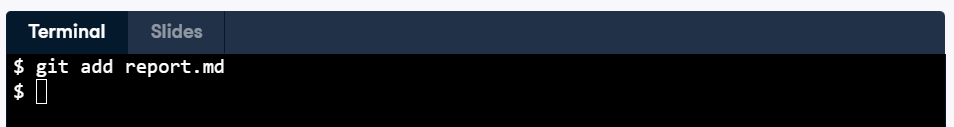 Terminal Slides
$ git add report.md
$